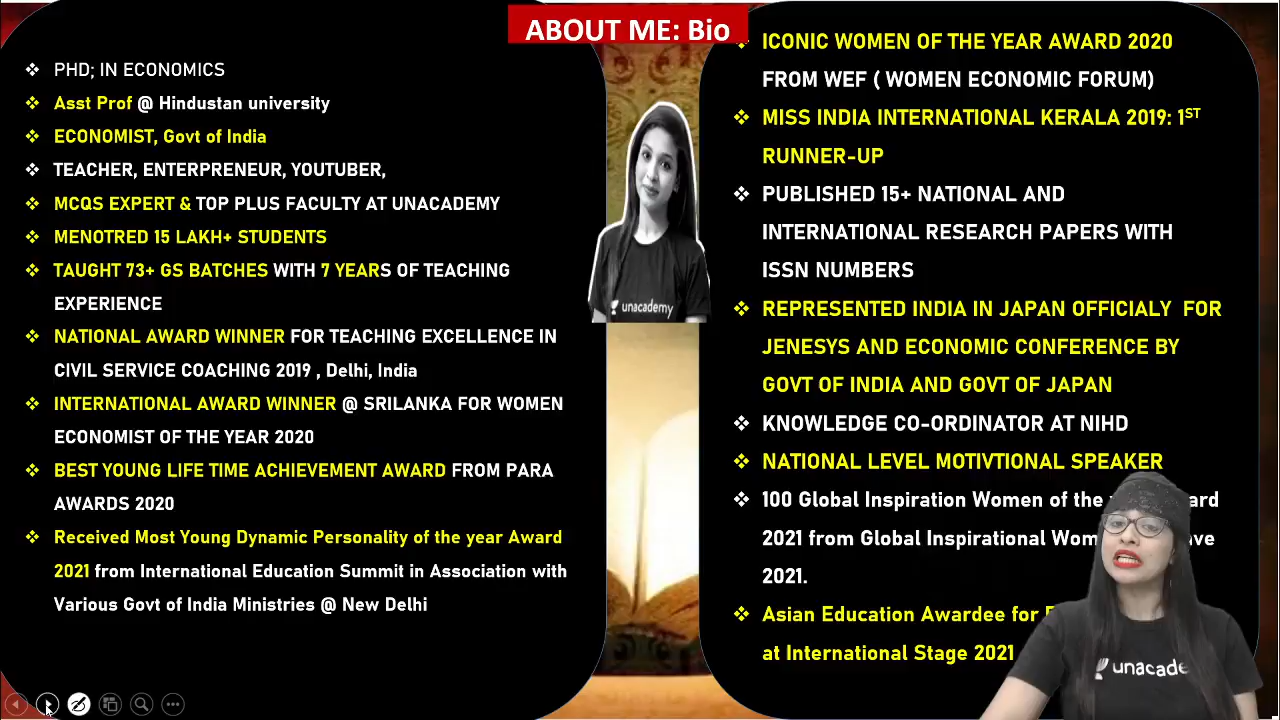 ABOUT ME: Bio
PHD; IN ECONOMICS
Asst Prof @ Hindustan university
ECONOMIST, Govt of India
TEACHER, ENTERPRENEUR, YOUTUBER,
MCQS EXPERT & TOP PLUS FACULTY AT UNACADEMY
MENOTRED 15 LAKH+ STUDENTS
TAUGHT 73+ GS BATCHES WITH 7 YEARS OF TEACHING
EXPERIENCE
NATIONAL AWARD WINNER FOR TEACHING EXCELLENCE IN
CIVIL SERVICE COACHING 2019 , Delhi, India
INTERNATIONAL AWARD WINNER @ SRILANKA FOR WOMEN
ECONOMIST OF THE YEAR 2020
BEST YOUNG LIFE TIME ACHIEVEMENT AWARD FROM PARA
AWARDS 2020
Received Most Young Dynamic Personality of the year Award
2021 from International Education Summit in Association with
Various Govt of India Ministries @ New Delhi
unacademy
ICONIC WOMEN OF THE YEAR AWARD 2020
FROM WEF ( WOMEN ECONOMIC FORUM)
MISS INDIA INTERNATIONAL KERALA 2019: 1ST
RUNNER-UP
PUBLISHED 15+ NATIONAL AND
INTERNATIONAL RESEARCH PAPERS WITH
ISSN NUMBERS
REPRESENTED INDIA IN JAPAN OFFICIALY FOR
JENESYS AND ECONOMIC CONFERENCE BY
GOVT OF INDIA AND GOVT OF JAPAN
KNOWLEDGE CO-ORDINATOR AT NIHD
NATIONAL LEVEL MOTIVTIONAL SPEAKER
100 Global Inspiration Women of the
2021 from Global Inspirational
2021.
Asian Education Awardee for
at International Stage 2021
unacade